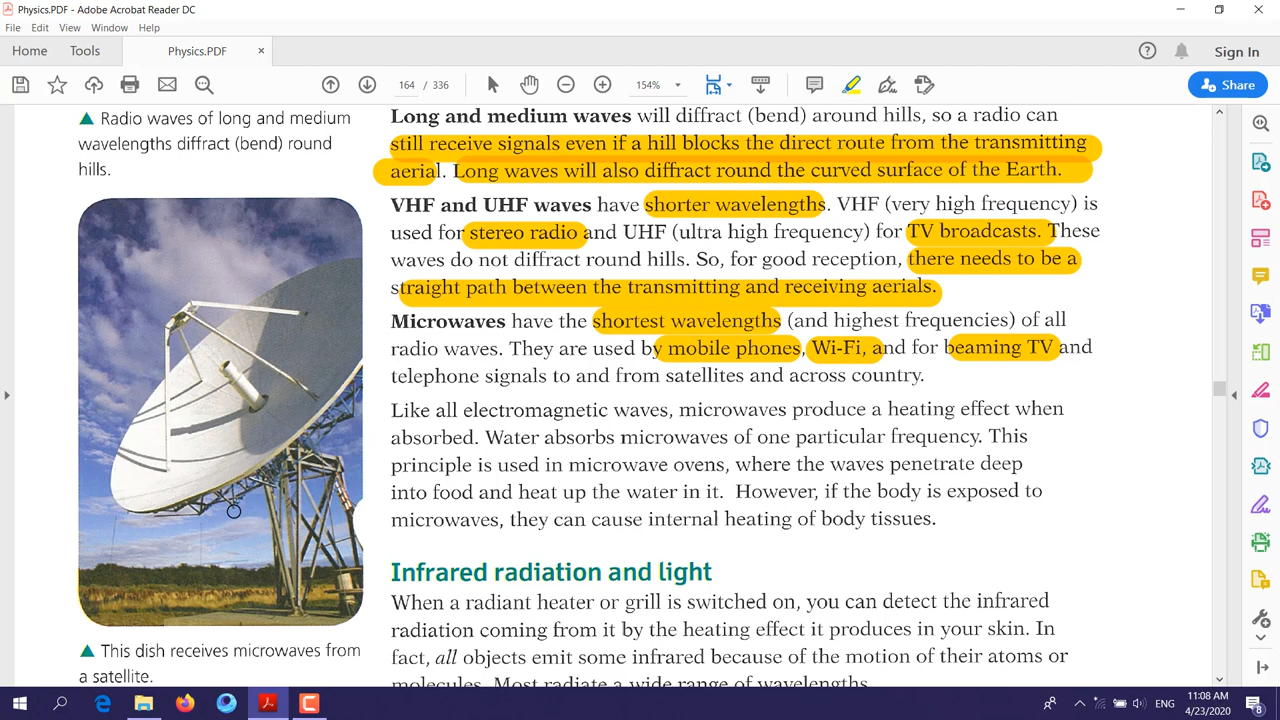 Physics.PDF - Adobe Acrobat Reader DC
File Edit View Window Help
Home Tools Physics.PDF × Sign In
164 / 336 154% Share
▲ Radio waves of long and medium
wavelengths diffract (bend) round
hills.
Long and medium waves will diffract (bend) around hills, so a radio can
still receive signals even if a hill blocks the direct route from the transmitting
aerial. Long waves will also diffract round the curved surface of the Earth.
VHF and UHF waves have shorter wavelengths. VHF (very high frequency) is
used for stereo radio and UHF (ultra high frequency) for TV broadcasts. These
waves do not diffract round hills. So, for good reception, there needs to be a
straight path between the transmitting and receiving aerials.
Microwaves have the shortest wavelengths (and highest frequencies) of all
radio waves. They are used by mobile phones, Wi-Fi, and for beaming TV and
telephone signals to and from satellites and across country.
Like all electromagnetic waves, microwaves produce a heating effect when
absorbed. Water absorbs microwaves of one particular frequency. This
principle is used in microwave ovens, where the waves penetrate deep
into food and heat up the water in it. However, if the body is exposed to
microwaves, they can cause internal heating of body tissues.
▲ This dish receives microwaves from
a satellite.
Infrared radiation and light
When a radiant heater or grill is switched on, you can detect the infrared
radiation coming from it by the heating effect it produces in your skin. In
fact, all objects emit some infrared because of the motion of their atoms or
molecules. Most radiate a wide range of wavelengths.
ENG
11:08 AM
4/23/2020
8